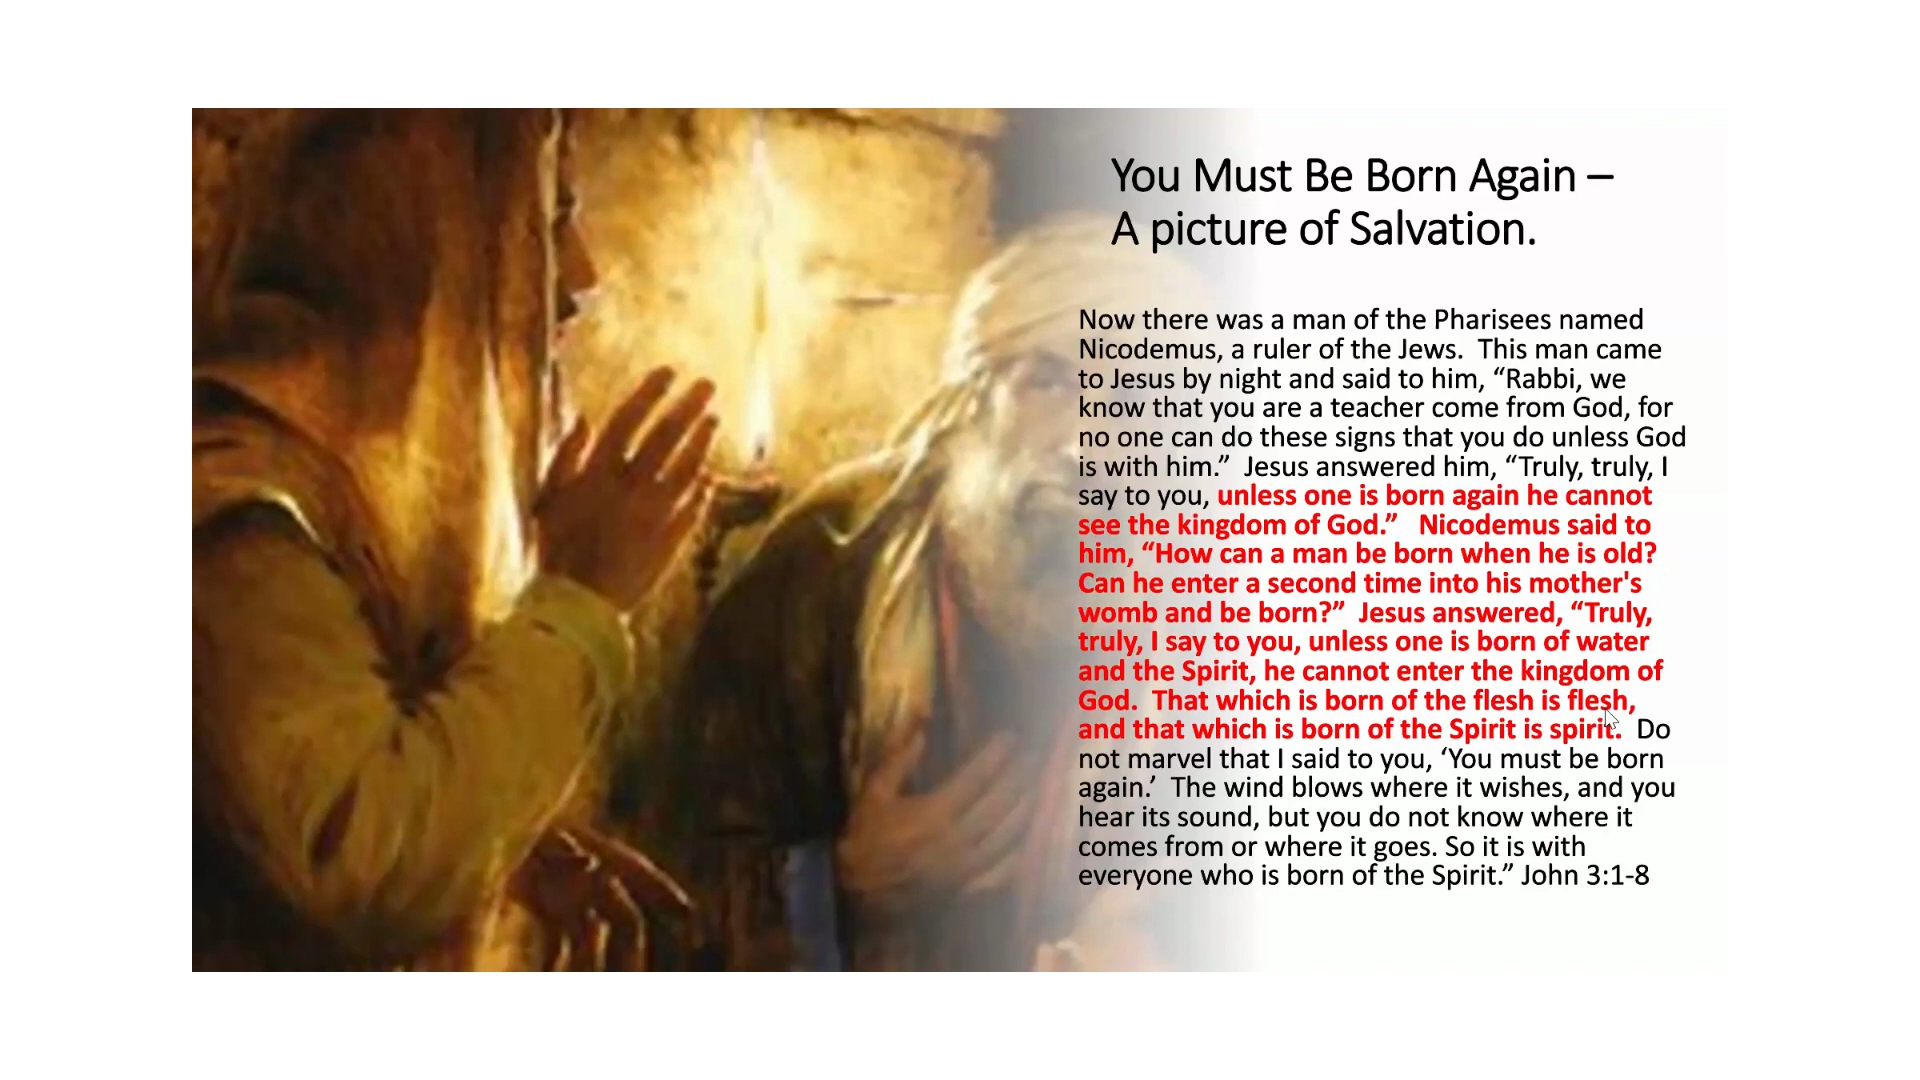 You Must Be Born Again –
A picture of Salvation.
Now there was a man of the Pharisees named
Nicodemus, a ruler of the Jews.  This man came
to Jesus by night and said to him, “Rabbi, we
know that you are a teacher come from God, for
no one can do these signs that you do unless God
is with him.”  Jesus answered him, “Truly, truly, I
say to you, unless one is born again he cannot
see the kingdom of God.”   Nicodemus said to
him, “How can a man be born when he is old?
Can he enter a second time into his mother's
womb and be born?”  Jesus answered, “Truly,
truly, I say to you, unless one is born of water
and the Spirit, he cannot enter the kingdom of
God.  That which is born of the flesh is flesh,
and that which is born of the Spirit is spirit.  Do
not marvel that I said to you, ‘You must be born
again.’  The wind blows where it wishes, and you
hear its sound, but you do not know where it
comes from or where it goes. So it is with
everyone who is born of the Spirit.” John 3:1-8